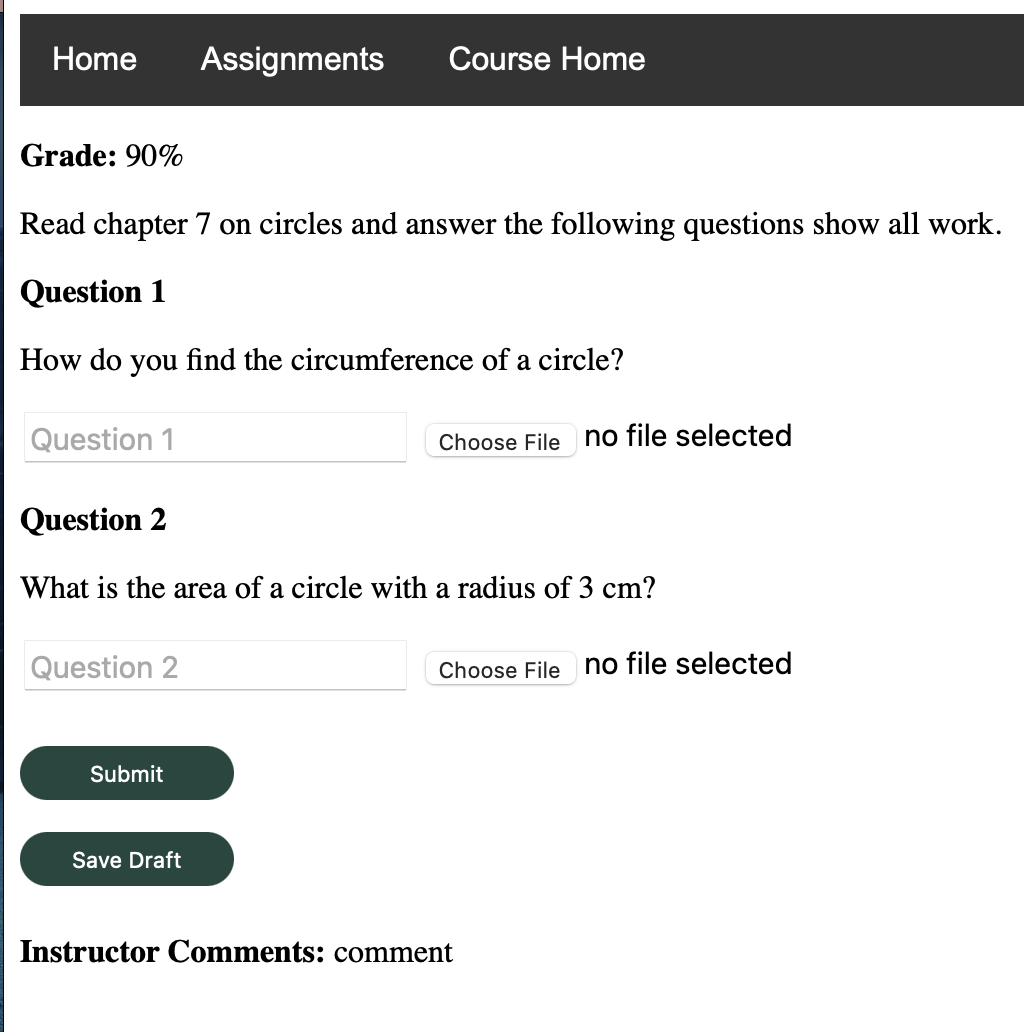 Home Assignments Course Home
Grade: 90%
Read chapter 7 on circles and answer the following questions show all work.
Question 1
How do you find the circumference of a circle?
Question 1 Choose File no file selected
Question 2
What is the area of a circle with a radius of 3 cm?
Question 2 Choose File no file selected
Submit
Save Draft
Instructor Comments: comment